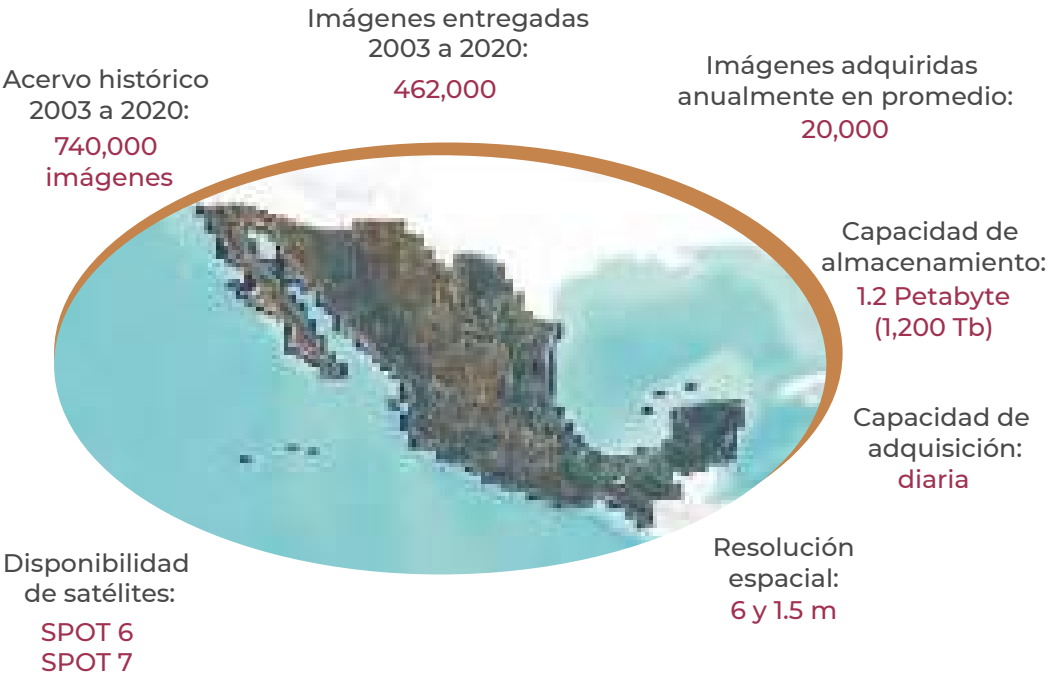 Imágenes entregadas
2003 a 2020:
462,000
Acervo histórico
2003 a 2020:
740,000
imágenes
Imágenes adquiridas
anualmente en promedio:
20,000
Capacidad de
almacenamiento:
1.2 Petabyte
(1,200 Tb)
Capacidad de
adquisición:
diaria
Resolución
espacial:
6 y 1.5 m
Disponibilidad
de satélites:
SPOT 6
SPOT 7